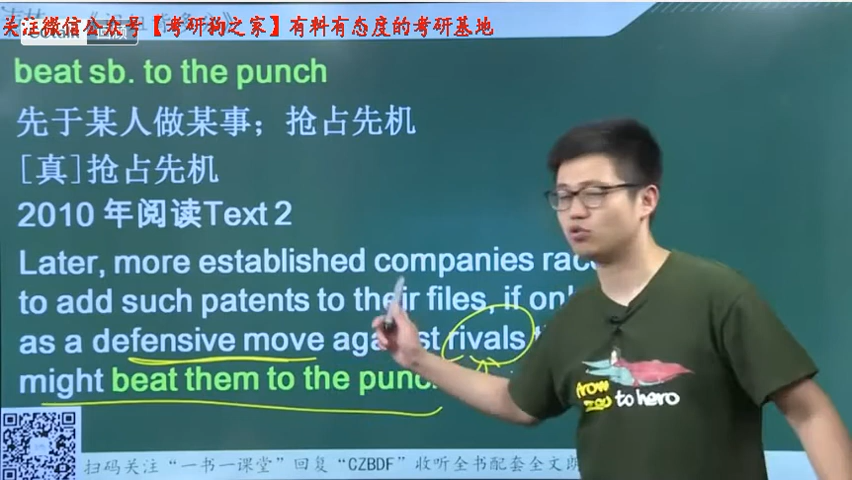 关注微信公众号【考研狗之家】有料有态度的考研基地
beat sb. to the punch
先于某人做某事；抢占先机
[真]抢占先机
2010 年阅读Text 2
Later, more established companies
to add such patents to their files, if
as a defensive move against rivals
might beat them to the punch
from
zero to hero
扫码关注“一书一课堂”回复“CZBDF”收听全书配套全文